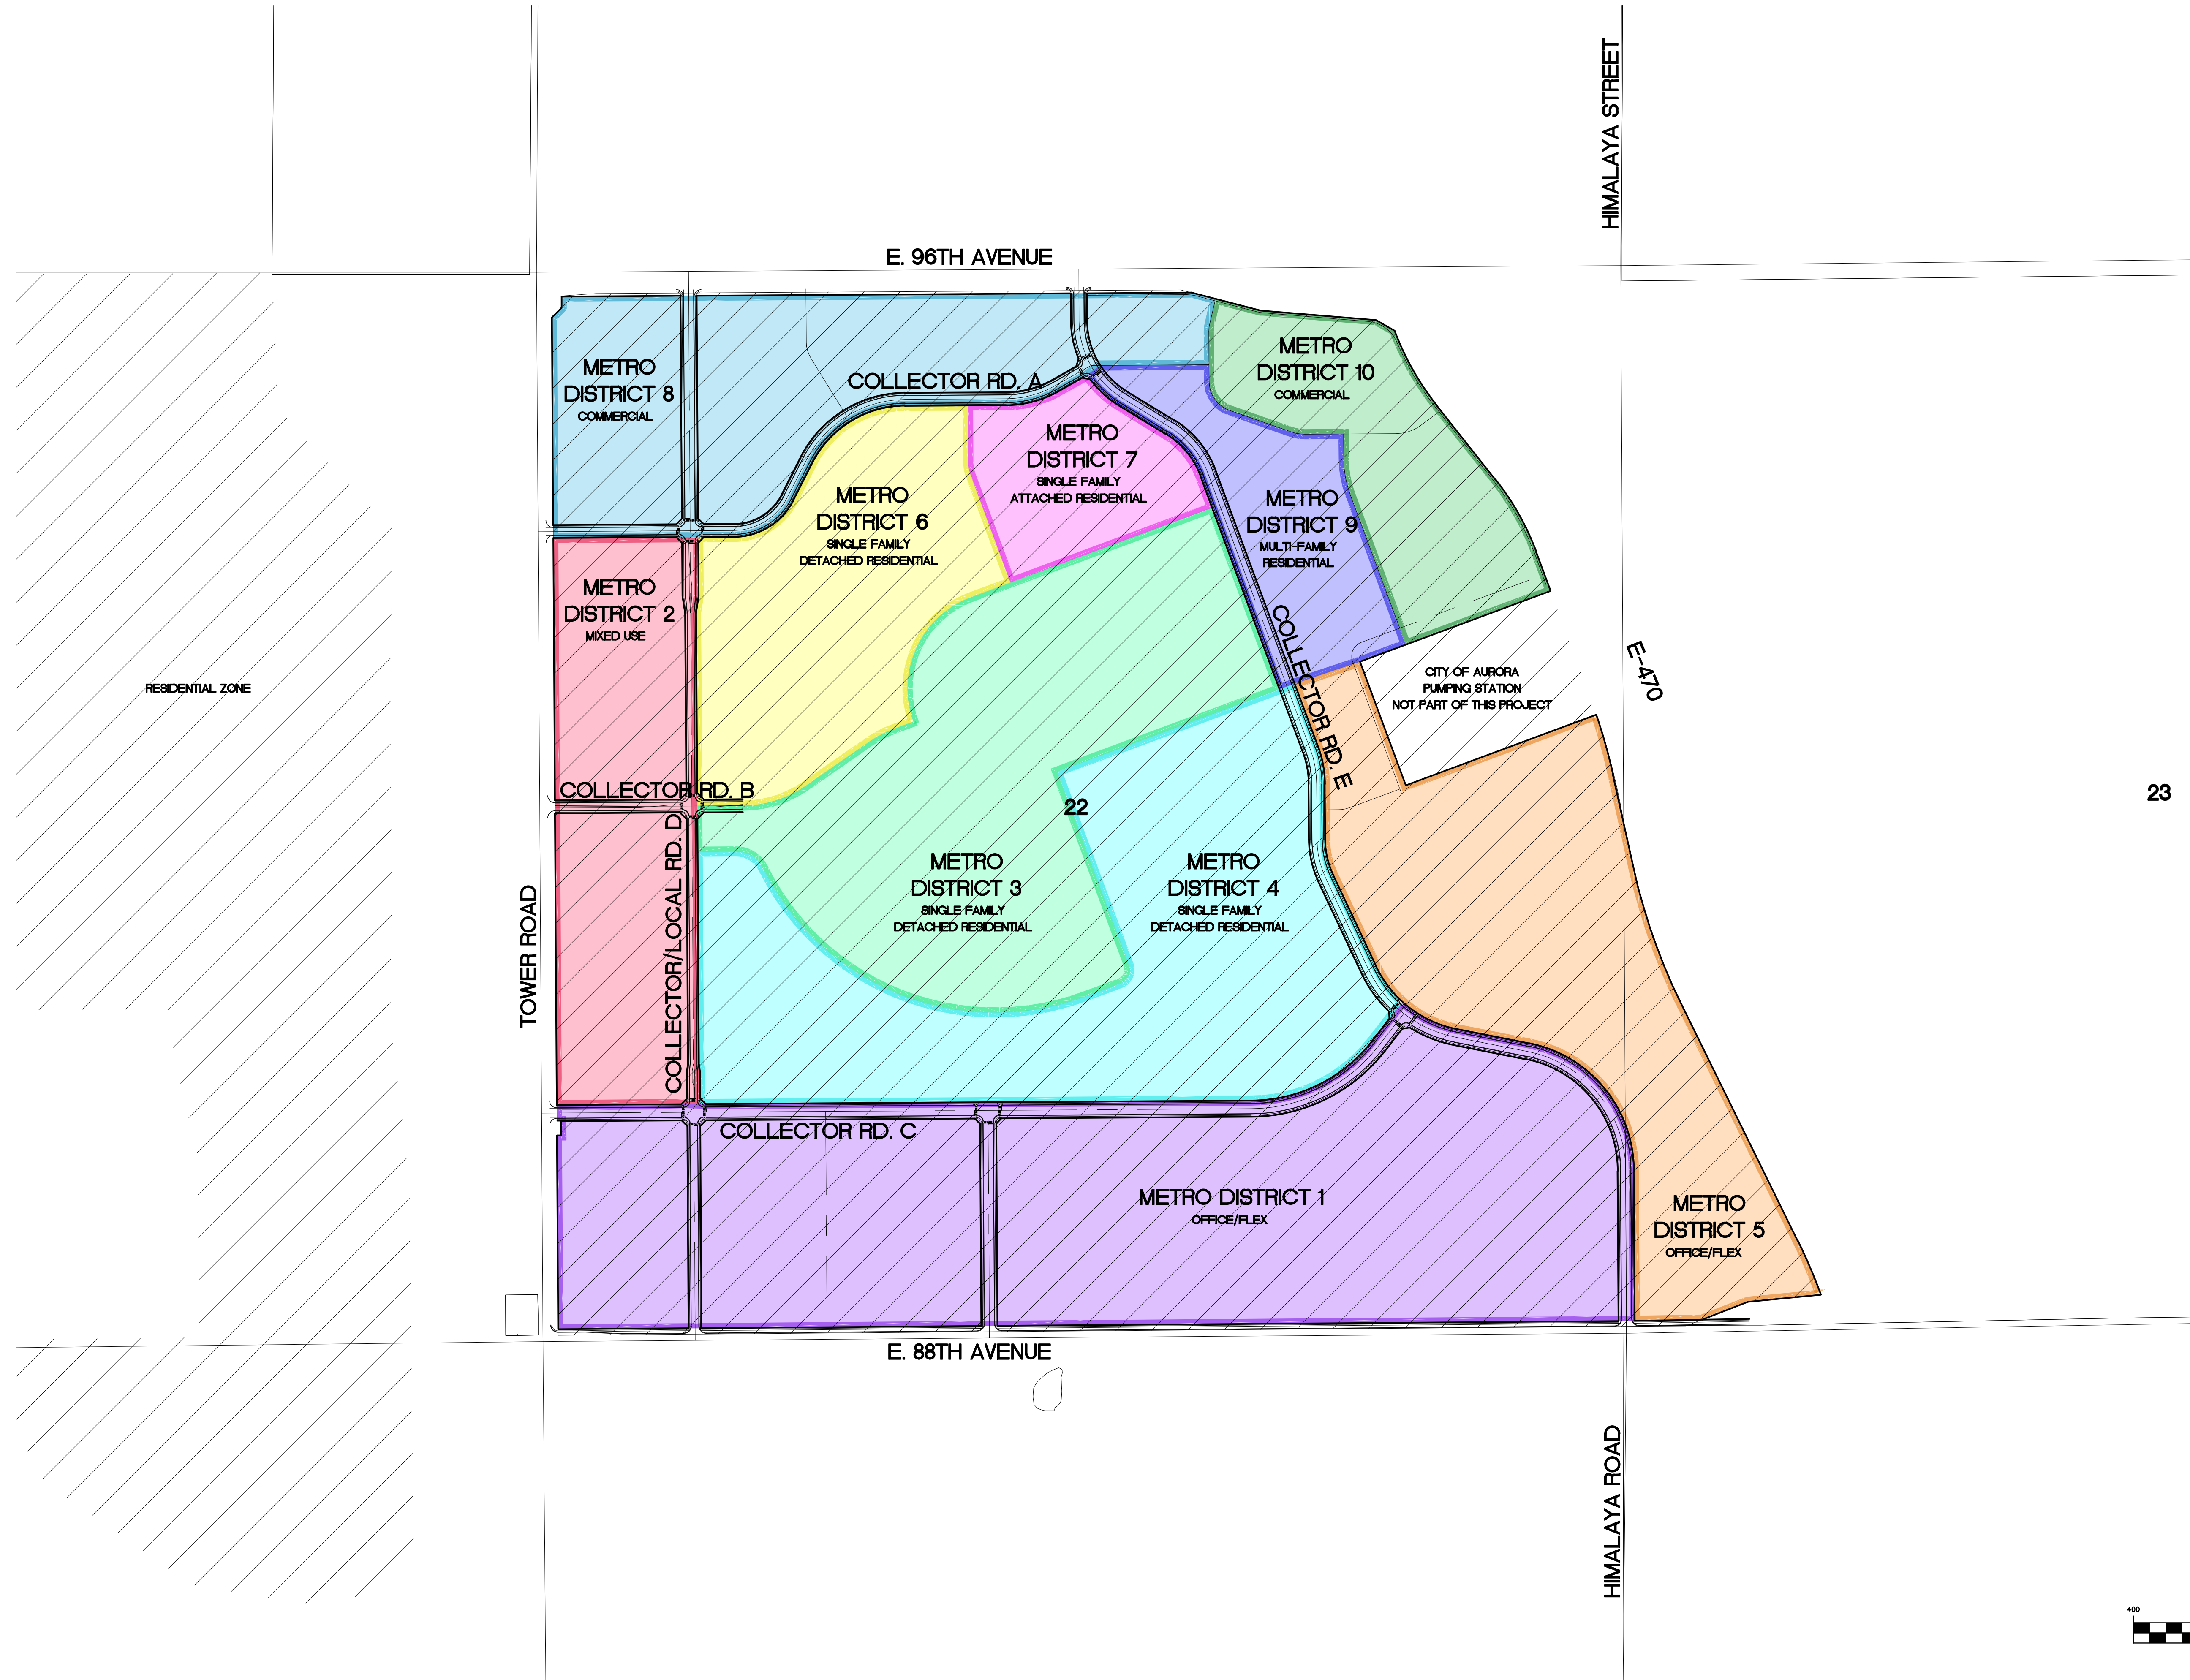 HIMALAYA STREET
E. 96TH AVENUE
METRO
DISTRICT 8
COMMERCIAL
COLLECTOR RD. A
METRO
DISTRICT 10
COMMERCIAL
METRO
DISTRICT 7
SINGLE FAMILY
ATTACHED RESIDENTIAL
METRO
DISTRICT 6
SINGLE FAMILY
DETACHED RESIDENTIAL
METRO
DISTRICT 9
MULTI-FAMILY
RESIDENTIAL
METRO
DISTRICT 2
MIXED USE
RESIDENTIAL ZONE
COLLECTOR RD. E
CITY OF AURORA
PUMPING STATION
NOT PART OF THIS PROJECT
E-470
COLLECTOR RD. B
22
23
COLLECTOR/LOCAL RD. D
TOWER ROAD
METRO
DISTRICT 3
SINGLE FAMILY
DETACHED RESIDENTIAL
METRO
DISTRICT 4
SINGLE FAMILY
DETACHED RESIDENTIAL
COLLECTOR RD. C
METRO DISTRICT 1
OFFICE/FLEX
METRO
DISTRICT 5
OFFICE/FLEX
E. 88TH AVENUE
HIMALAYA ROAD
400